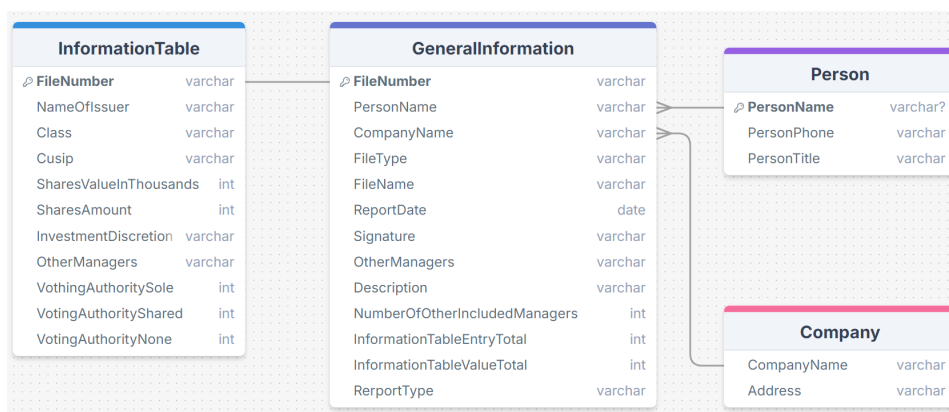 InformationTable
FileNumber varchar
NameOfIssuer varchar
Class varchar
Cusip varchar
SharesValueInThousands int
SharesAmount int
InvestmentDiscretion varchar
OtherManagers varchar
VothingAuthoritySole int
VotingAuthorityShared int
VotingAuthorityNone int
GeneralInformation
FileNumber varchar
PersonName varchar
CompanyName varchar
FileType varchar
FileName varchar
ReportDate date
Signature varchar
OtherManagers varchar
Description varchar
NumberOfOtherIncludedManagers int
InformationTableEntryTotal int
InformationTableValueTotal int
RerportType varchar
Person
PersonName varchar?
PersonPhone varchar
PersonTitle varchar
Company
CompanyName varchar
Address varchar